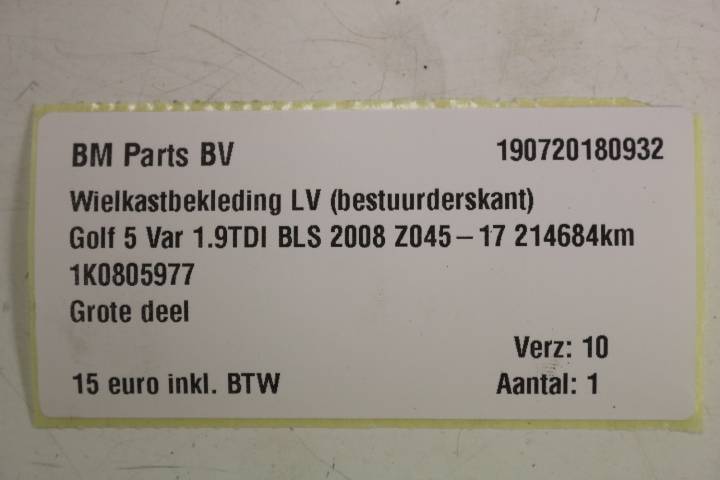 BM Parts BV 190720180932
Wielkastbekleding LV (bestuurderskant)
Golf 5 Var 1.9TDI BLS 2008 Z045-17 214684km
1K0805977
Grote deel
Verz: 10
15 euro inkl. BTW Aantal: 1